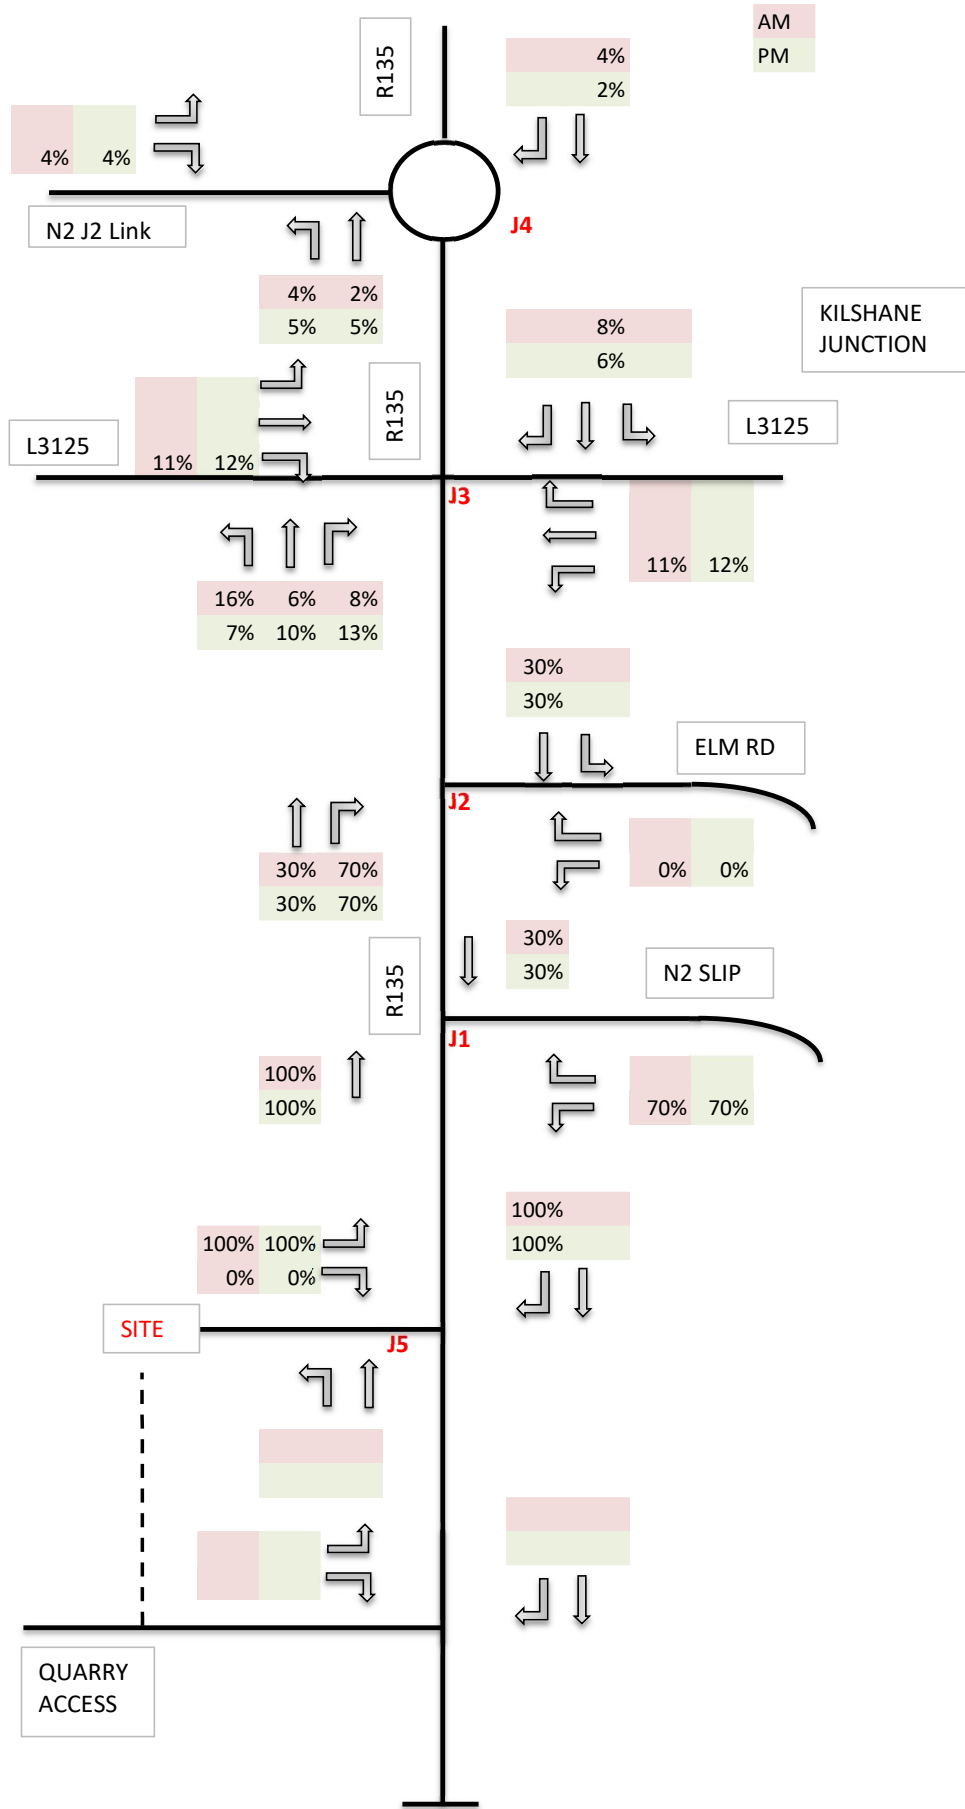 AM
PM
R135
4%
2%
4% 4%
N2 J2 Link
J4
4% 2%
5% 5%
KILSHANE
JUNCTION
8%
6%
R135
L3125
L3125
11% 12%
J3
11% 12%
16% 6% 8%
7% 10% 13%
30%
30%
ELM RD
J2
30% 70%
30% 70%
0% 0%
30%
30%
R135
N2 SLIP
J1
100%
100%
70% 70%
100%
100%
100% 100%
0% 0%
SITE
J5
QUARRY
ACCESS